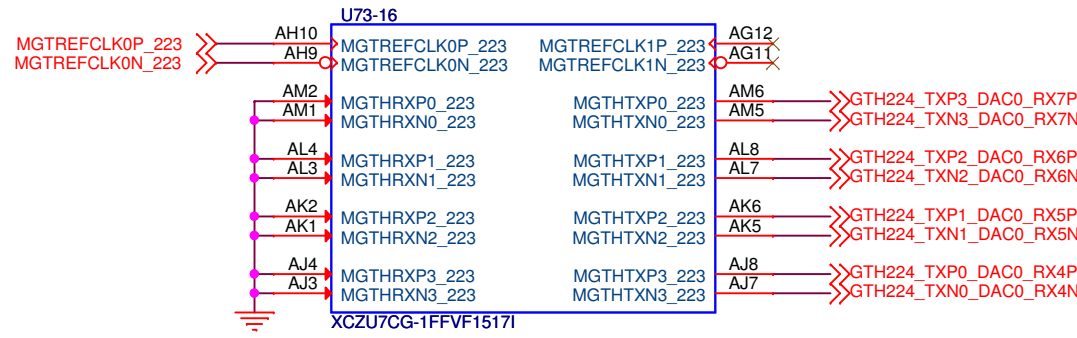 U73-16
MGTREFCLK0P_223 AH10 MGTREFCLK0P_223 MGTREFCLK1P_223 AG12
MGTREFCLK0N_223 AH9 MGTREFCLK0N_223 MGTREFCLK1N_223 AG11
AM2 MGTHRXP0_223 MGTHTXP0_223 AM6 GTH224_TXP3_DAC0_RX7P
AM1 MGTHRXN0_223 MGTHTXN0_223 AM5 GTH224_TXN3_DAC0_RX7N
AL4 MGTHRXP1_223 MGTHTXP1_223 AL8 GTH224_TXP2_DAC0_RX6P
AL3 MGTHRXN1_223 MGTHTXN1_223 AL7 GTH224_TXN2_DAC0_RX6N
AK2 MGTHRXP2_223 MGTHTXP2_223 AK6 GTH224_TXP1_DAC0_RX5P
AK1 MGTHRXN2_223 MGTHTXN2_223 AK5 GTH224_TXN1_DAC0_RX5N
AJ4 MGTHRXP3_223 MGTHTXP3_223 AJ8 GTH224_TXP0_DAC0_RX4P
AJ3 MGTHRXN3_223 MGTHTXN3_223 AJ7 GTH224_TXN0_DAC0_RX4N
XCZU7CG-1FFVF1517I